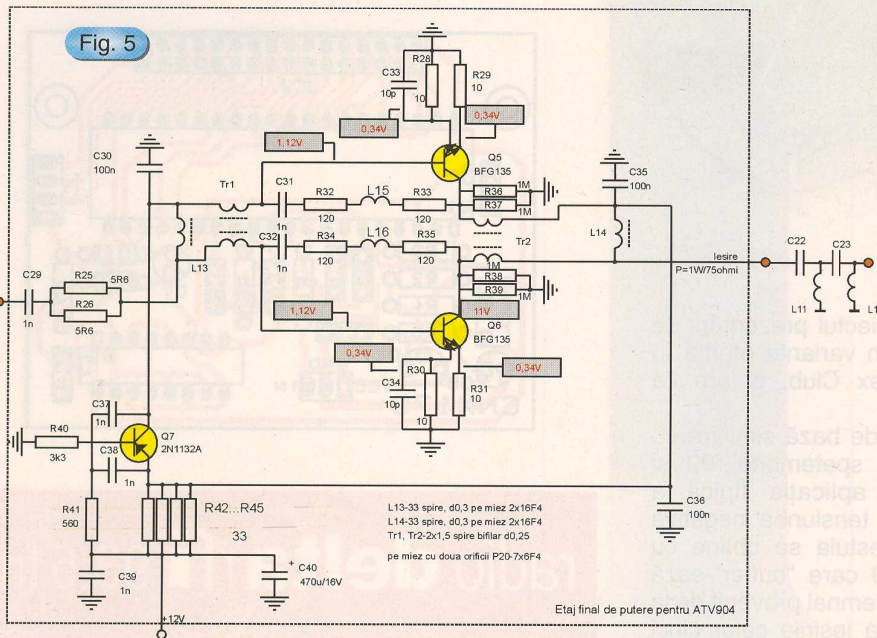 Fig. 5
C33
10p
R28
10
R29
10
0,34V
0,34V
1,12V
Q5
BFG135
C30
100n
Tr1
C31
1n
R32
120
L15
R33
120
R36
1M
R37
C35
100n
C32
1n
R34
120
L16
R35
120
Tr2
L14
L13
1M
R38
R39
1M
Iesire
P=1W/75ohmi
C22
C23
L11
C29
1n
R25
5R6
R26
5R6
1,12V
11V
Q6
BFG135
0,34V
0,34V
R30
10
C34
10p
R31
10
C37
1n
R40
3k3
Q7
2N1132A
C38
1n
R41
560
R42...R45
33
C36
100n
L13-33 spire, d0,3 pe miez 2x16F4
L14-33 spire, d0,3 pe miez 2x16F4
Tr1, Tr2-2x1,5 spire bifilar d0,25
pe miez cu doua orificii P20-7x6F4
C39
1n
+ C40
470u/16V
+12V
Etaj final de putere pentru ATV904